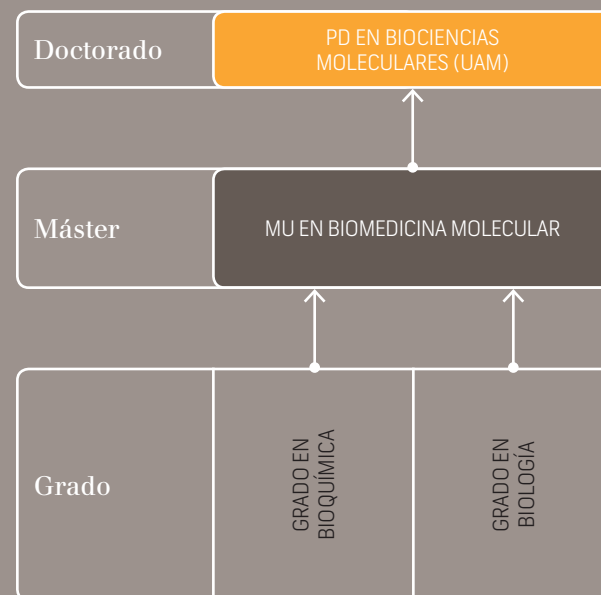 Doctorado
PD EN BIOCIENCIAS
MOLECULARES (UAM)
Máster
MU EN BIOMEDICINA MOLECULAR
Grado
GRADO EN
BIOQUÍMICA
GRADO EN
BIOLOGÍA